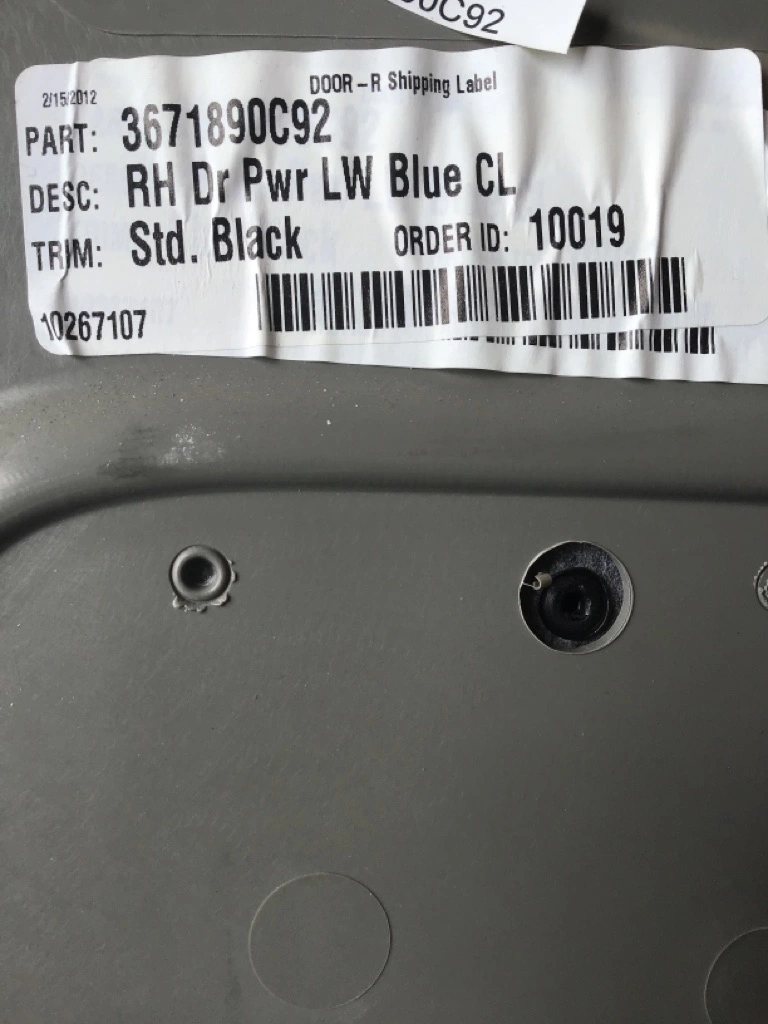 0C92
DOOR-R Shipping Label
2/15/2012
PART: 3671890C92
DESC: RH Dr Pwr LW Blue CL
TRIM: Std. Black ORDER ID: 10019
10267107